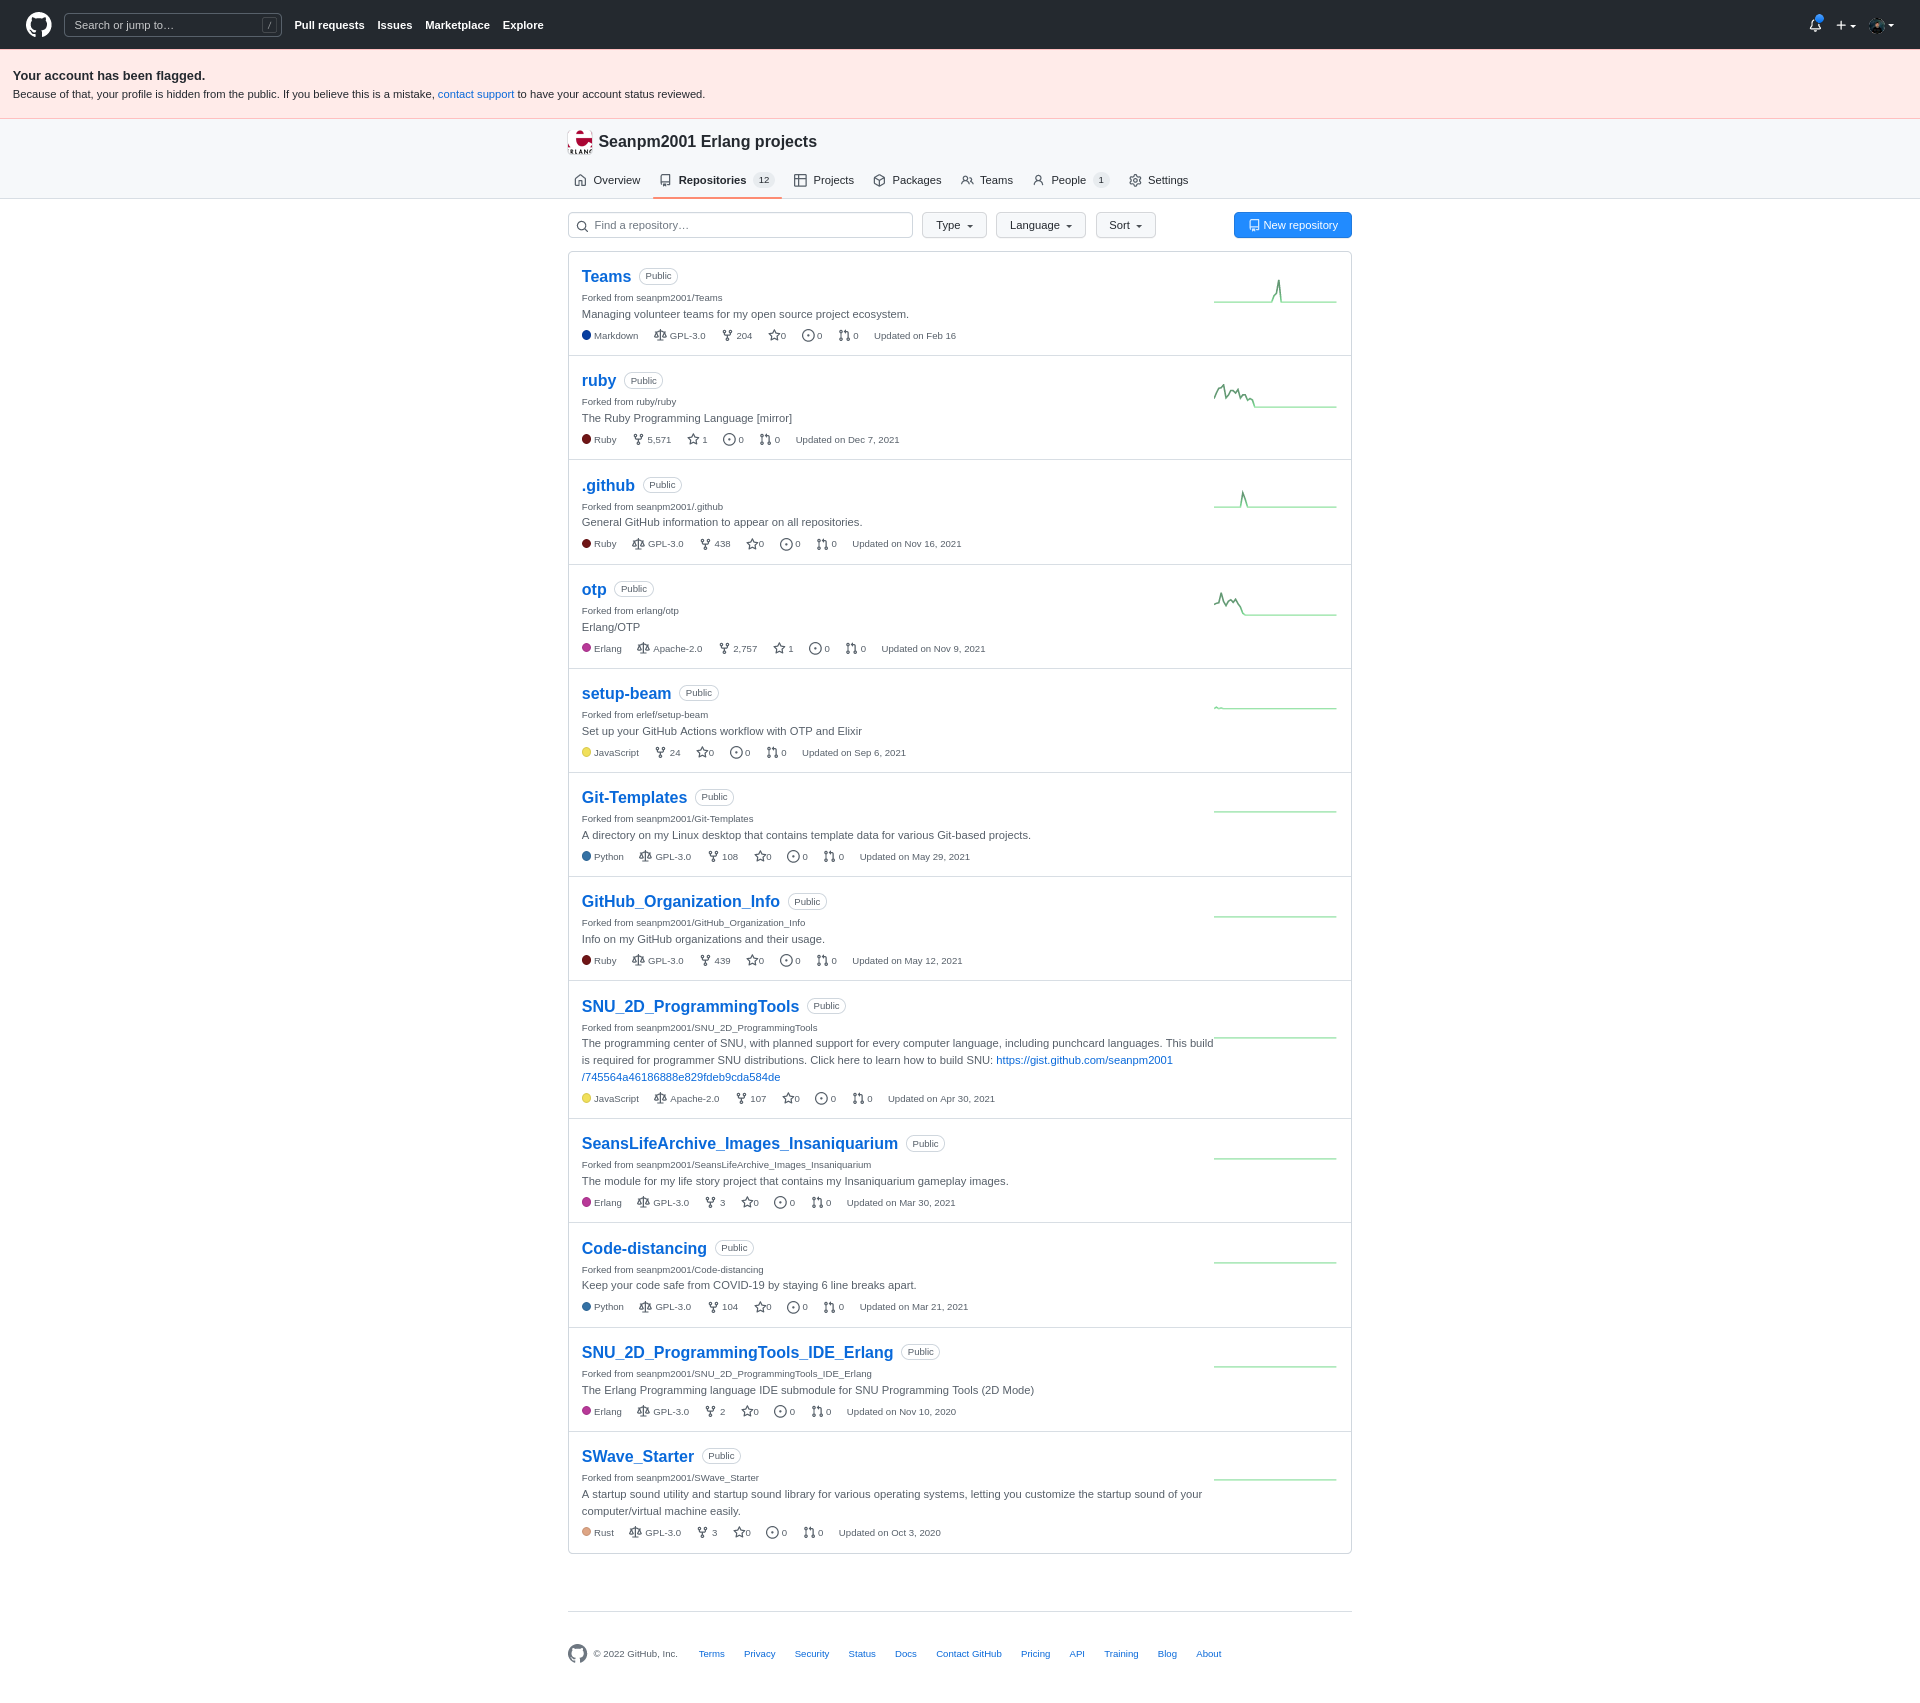 Search or jump to… /
Pull requests Issues Marketplace Explore
Your account has been flagged.
Because of that, your profile is hidden from the public. If you believe this is a mistake, contact support to have your account status reviewed.
Seanpm2001 Erlang projects
Overview Repositories 12 Projects Packages Teams People 1 Settings
Find a repository… Type Language Sort New repository
Teams Public
Forked from seanpm2001/Teams
Managing volunteer teams for my open source project ecosystem.
Markdown GPL-3.0 204 0 0 0 Updated on Feb 16
ruby Public
Forked from ruby/ruby
The Ruby Programming Language [mirror]
Ruby 5,571 1 0 0 Updated on Dec 7, 2021
.github Public
Forked from seanpm2001/.github
General GitHub information to appear on all repositories.
Ruby GPL-3.0 438 0 0 0 Updated on Nov 16, 2021
otp Public
Forked from erlang/otp
Erlang/OTP
Erlang Apache-2.0 2,757 1 0 0 Updated on Nov 9, 2021
setup-beam Public
Forked from erlef/setup-beam
Set up your GitHub Actions workflow with OTP and Elixir
JavaScript 24 0 0 0 Updated on Sep 6, 2021
Git-Templates Public
Forked from seanpm2001/Git-Templates
A directory on my Linux desktop that contains template data for various Git-based projects.
Python GPL-3.0 108 0 0 0 Updated on May 29, 2021
GitHub_Organization_Info Public
Forked from seanpm2001/GitHub_Organization_Info
Info on my GitHub organizations and their usage.
Ruby GPL-3.0 439 0 0 0 Updated on May 12, 2021
SNU_2D_ProgrammingTools Public
Forked from seanpm2001/SNU_2D_ProgrammingTools
The programming center of SNU, with planned support for every computer language, including punchcard languages. This build
is required for programmer SNU distributions. Click here to learn how to build SNU: https://gist.github.com/seanpm2001
/745564a46186888e829fdeb9cda584de
JavaScript Apache-2.0 107 0 0 0 Updated on Apr 30, 2021
SeansLifeArchive_Images_Insaniquarium Public
Forked from seanpm2001/SeansLifeArchive_Images_Insaniquarium
The module for my life story project that contains my Insaniquarium gameplay images.
Erlang GPL-3.0 3 0 0 0 Updated on Mar 30, 2021
Code-distancing Public
Forked from seanpm2001/Code-distancing
Keep your code safe from COVID-19 by staying 6 line breaks apart.
Python GPL-3.0 104 0 0 0 Updated on Mar 21, 2021
SNU_2D_ProgrammingTools_IDE_Erlang Public
Forked from seanpm2001/SNU_2D_ProgrammingTools_IDE_Erlang
The Erlang Programming language IDE submodule for SNU Programming Tools (2D Mode)
Erlang GPL-3.0 2 0 0 0 Updated on Nov 10, 2020
SWave_Starter Public
Forked from seanpm2001/SWave_Starter
A startup sound utility and startup sound library for various operating systems, letting you customize the startup sound of your
computer/virtual machine easily.
Rust GPL-3.0 3 0 0 0 Updated on Oct 3, 2020
© 2022 GitHub, Inc. Terms Privacy Security Status Docs Contact GitHub Pricing API Training Blog About